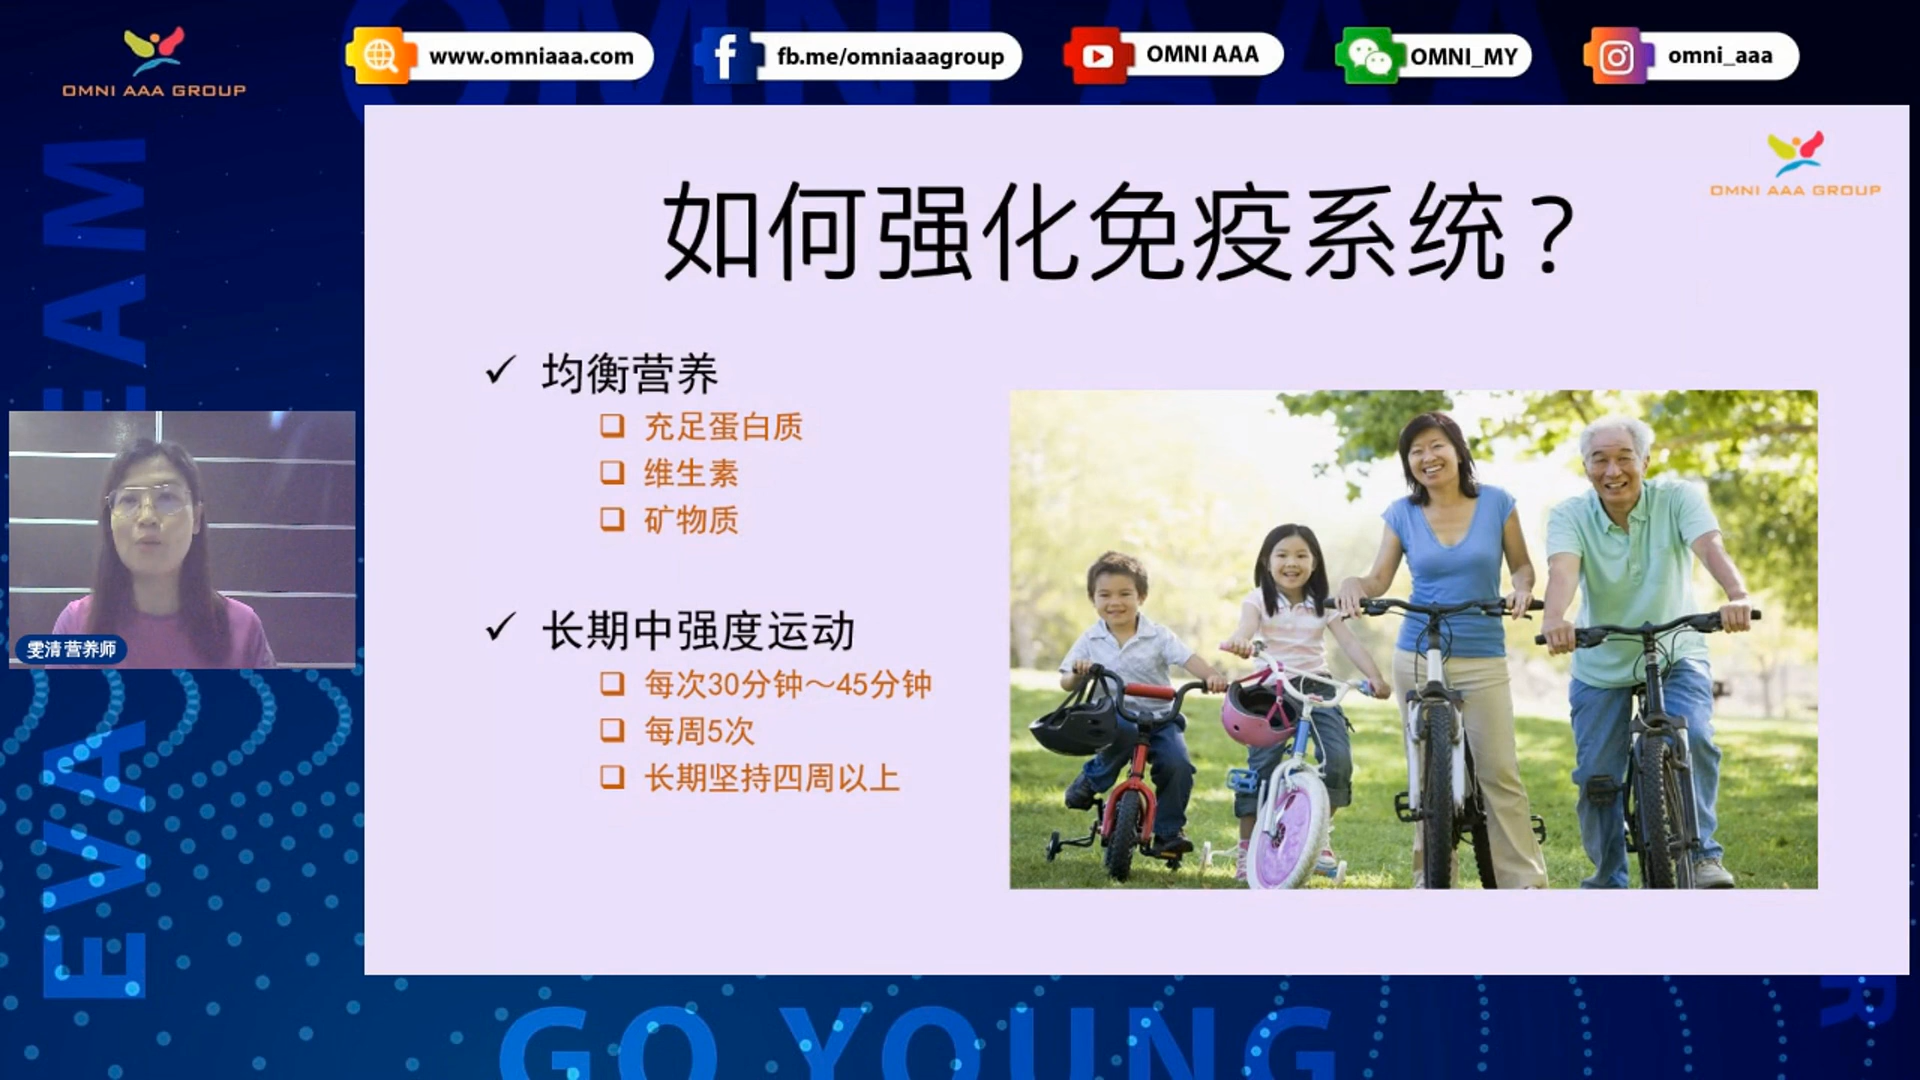 OMNI AAA GROUP
www.omniaaa.com
fb.me/omniaaagroup
OMNI AAA
OMNI_MY
omni_aaa
OMNI AAA
OMNI AAA GROUP
如何强化免疫系统？
均衡营养
充足蛋白质
维生素
矿物质
长期中强度运动
每次30分钟～45分钟
每周5次
长期坚持四周以上
雯清营养师
EVA
TEAM
GO YOUNG